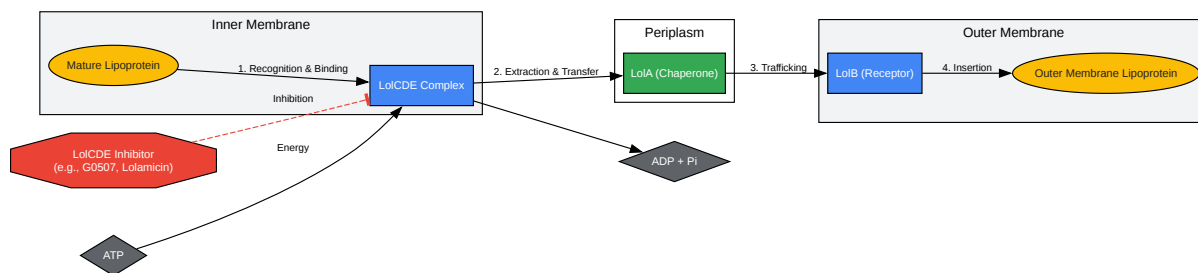 Inner Membrane
Periplasm
Outer Membrane
Mature Lipoprotein
1. Recognition & Binding
LolCDE Complex
2. Extraction & Transfer
LolA (Chaperone)
3. Trafficking
LolB (Receptor)
4. Insertion
Outer Membrane Lipoprotein
Inhibition
LolCDE Inhibitor
(e.g., G0507, Lolamicin)
Energy
ADP + Pi
ATP